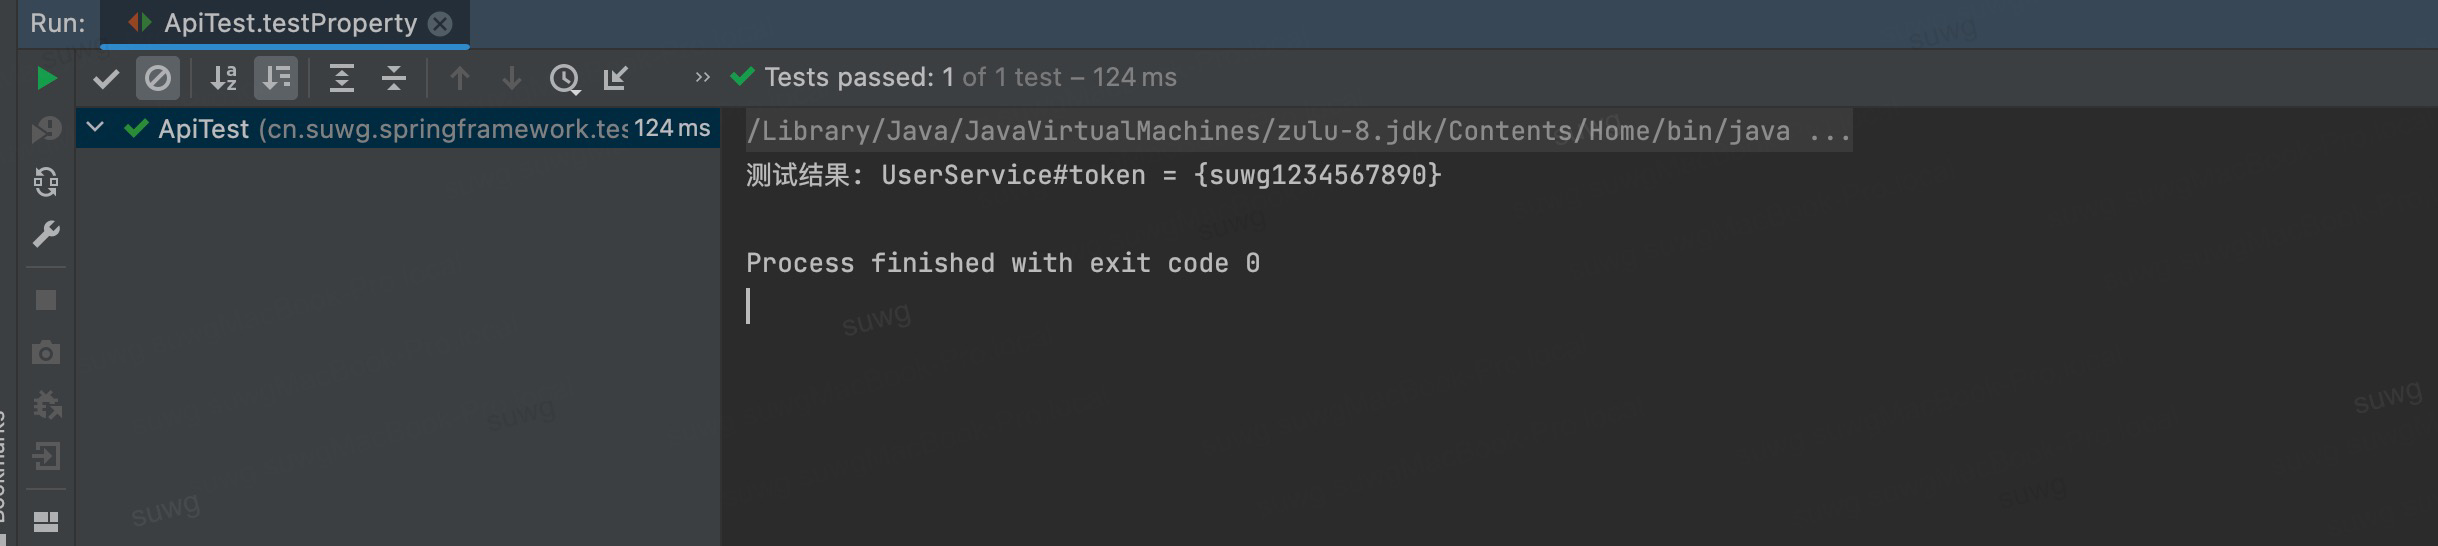 Run: ApiTest.testProperty
Tests passed: 1 of 1 test – 124 ms
ApiTest (cn.suwg.springframework.tes 124 ms
/Library/Java/JavaVirtualMachines/zulu-8.jdk/Contents/Home/bin/java ...
测试结果: UserService#token = {suwg1234567890}
Process finished with exit code 0
Bookmarks
suwg
suwg
suwg
suwg
suwg
suwg
suwg
suwg